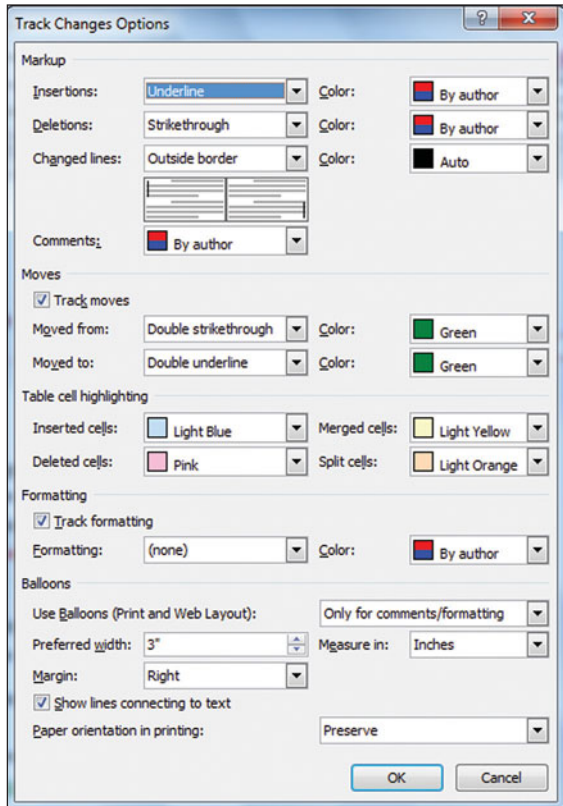 Track Changes Options
Markup
Insertions: Underline Color: By author
Deletions: Strikethrough Color: By author
Changed lines: Outside border Color: Auto
Comments: By author
Moves
Track moves
Moved from: Double strikethrough Color: Green
Moved to: Double underline Color: Green
Table cell highlighting
Inserted cells: Light Blue Merged cells: Light Yellow
Deleted cells: Pink Split cells: Light Orange
Formatting
Track formatting
Formatting: (none) Color: By author
Balloons
Use Balloons (Print and Web Layout): Only for comments/formatting
Preferred width: 3" Measure in: Inches
Margin: Right
Show lines connecting to text
Paper orientation in printing: Preserve
OK Cancel